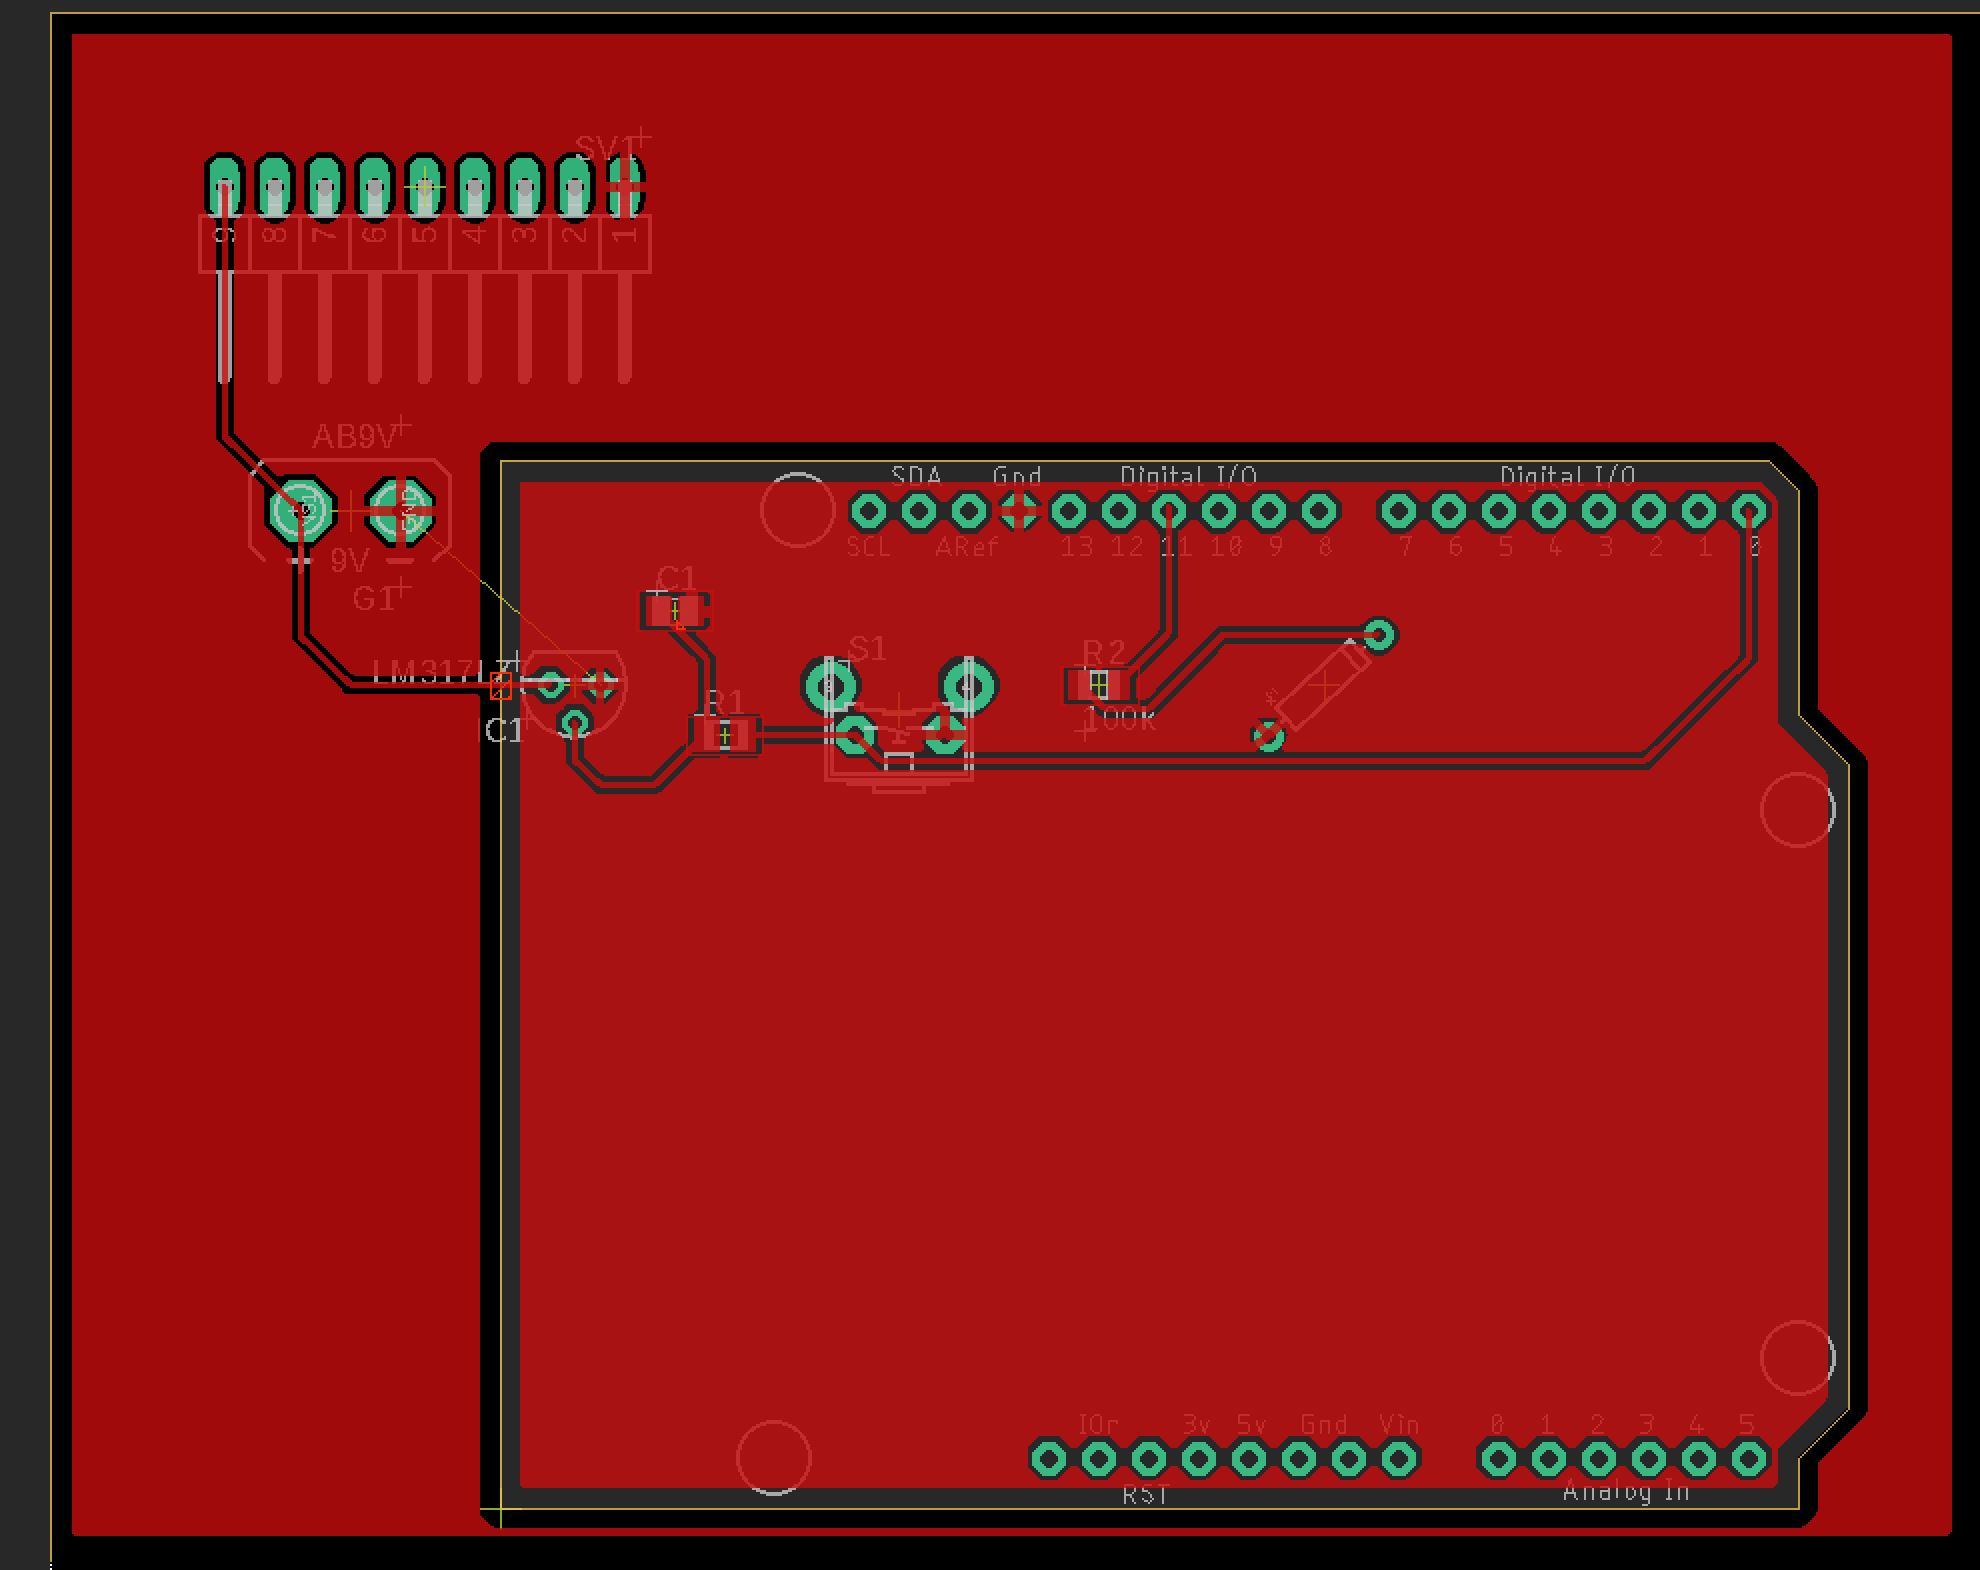 SV1
9 8 7 6 5 4 3 2 1
AB9V
GND
9V
G1
SDA Gnd Digital I/O Digital I/O
SCL ARef 13 12 11 10 9 8 7 6 5 4 3 2 1 0
C1
S1
R2
100k
R1
C1
IOr 3v 5v Gnd Vin 0 1 2 3 4 5
RST Analog In